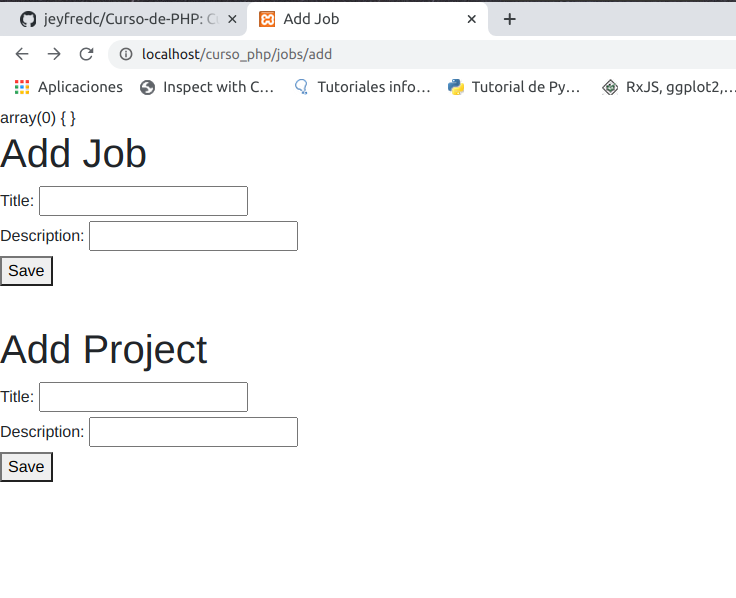 jeyfredc/Curso-de-PHP: Cu
Add Job
localhost/curso_php/jobs/add
Aplicaciones Inspect with C... Tutoriales info... Tutorial de Py... RxJS, ggplot2,...
array(0) { }
Add Job
Title:
Description:
Save
Add Project
Title:
Description:
Save